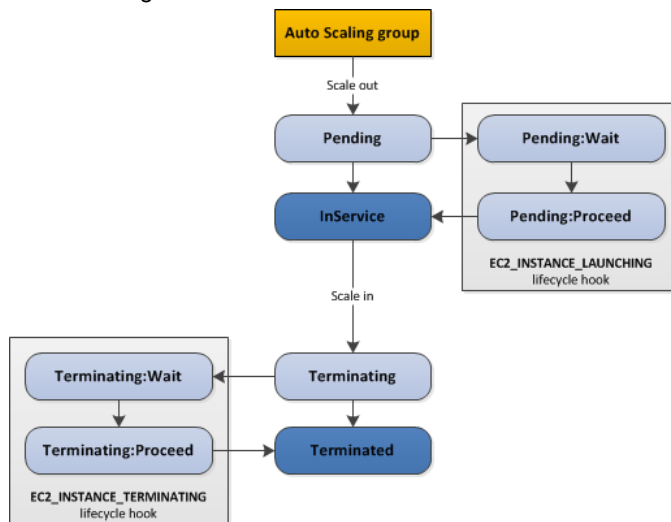 Auto Scaling group
Scale out
Pending
Pending:Wait
InService
Pending:Proceed
EC2_INSTANCE_LAUNCHING
lifecycle hook
Scale in
Terminating:Wait
Terminating
Terminating:Proceed
Terminated
EC2_INSTANCE_TERMINATING
lifecycle hook